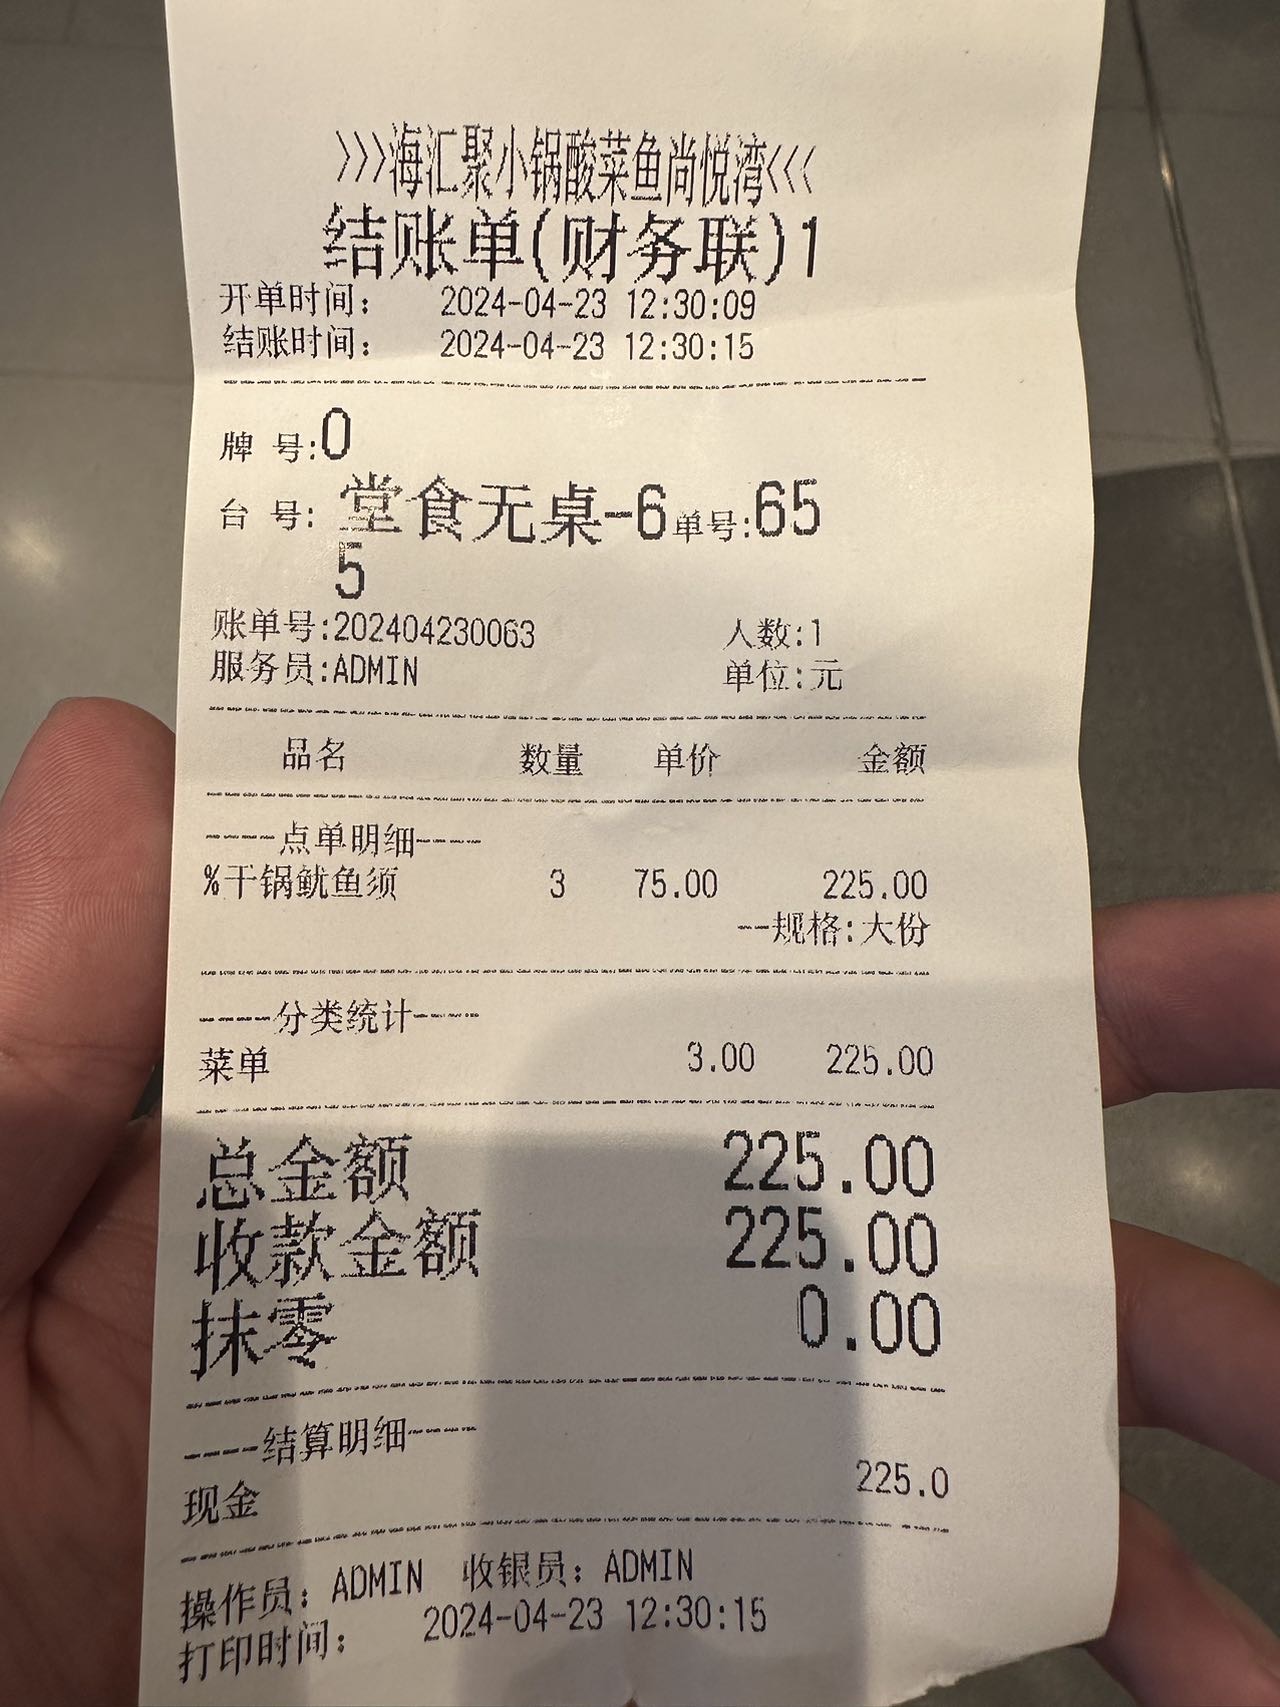 >>>海汇聚小锅酸菜鱼尚悦湾<<<
结账单(财务联)1
开单时间： 2024-04-23 12:30:09
结账时间： 2024-04-23 12:30:15
牌 号:0
台 号: 堂食无桌-6单号:65
5
账单号:202404230063 人数:1
服务员:ADMIN 单位:元
品名 数量 单价 金额
----点单明细----
%干锅鱿鱼须 3 75.00 225.00
--规格:大份
----分类统计----
菜单 3.00 225.00
总金额 225.00
收款金额 225.00
抹零 0.00
----结算明细----
现金 225.0
操作员：ADMIN 收银员：ADMIN
打印时间： 2024-04-23 12:30:15